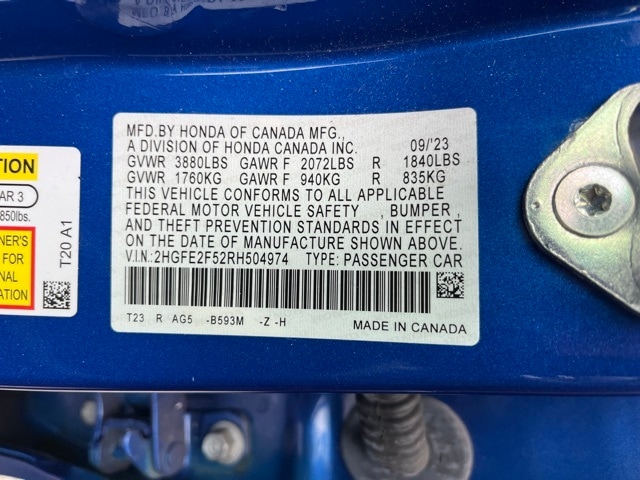 MFD.BY HONDA OF CANADA MFG.,
A DIVISION OF HONDA CANADA INC. 09/'23
GVWR 3880LBS GAWR F 2072LBS R 1840LBS
GVWR 1760KG GAWR F 940KG R 835KG
THIS VEHICLE CONFORMS TO ALL APPLICABLE
FEDERAL MOTOR VEHICLE SAFETY , BUMPER ,
AND THEFT PREVENTION STANDARDS IN EFFECT
ON THE DATE OF MANUFACTURE SHOWN ABOVE.
V.I.N:2HGFE2F52RH504974 TYPE: PASSENGER CAR
T23 R AG5 -B593M -Z -H MADE IN CANADA
TION
AR 3
850lbs.
NER'S
FOR
NAL
ATION
T20 A1